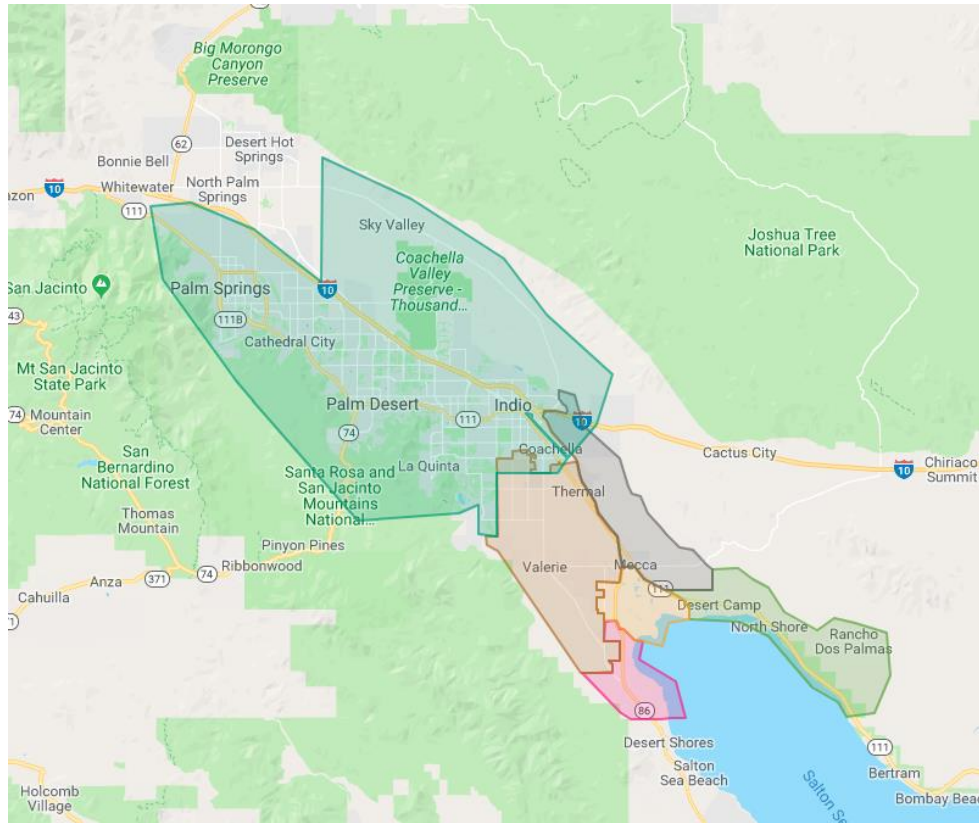 Big Morongo
Canyon
Preserve
62
Desert Hot
Springs
Bonnie Bell
10
Whitewater
North Palm
Springs
azon
111
Sky Valley
Joshua Tree
National Park
Coachella
Valley
Preserve -
Thousand...
San Jacinto
Palm Springs
10
43
111B
Cathedral City
Mt San Jacinto
State Park
74
Mountain
Center
Palm Desert
111
Indio
10
74
Coachella
Cactus City
San
Bernardino
National Forest
La Quinta
Santa Rosa and
San Jacinto
Mountains
National...
10
Chiriaco
Summit
Thermal
Thomas
Mountain
Pinyon Pines
Ribbonwood
74
Anza
371
Cahuilla
71
Valerie
Mecca
111
Desert Camp
North Shore
Rancho
Dos Palmas
86
Desert Shores
Salton
Sea Beach
111
Bertram
Salton Se
Bombay Bea
Holcomb
Village